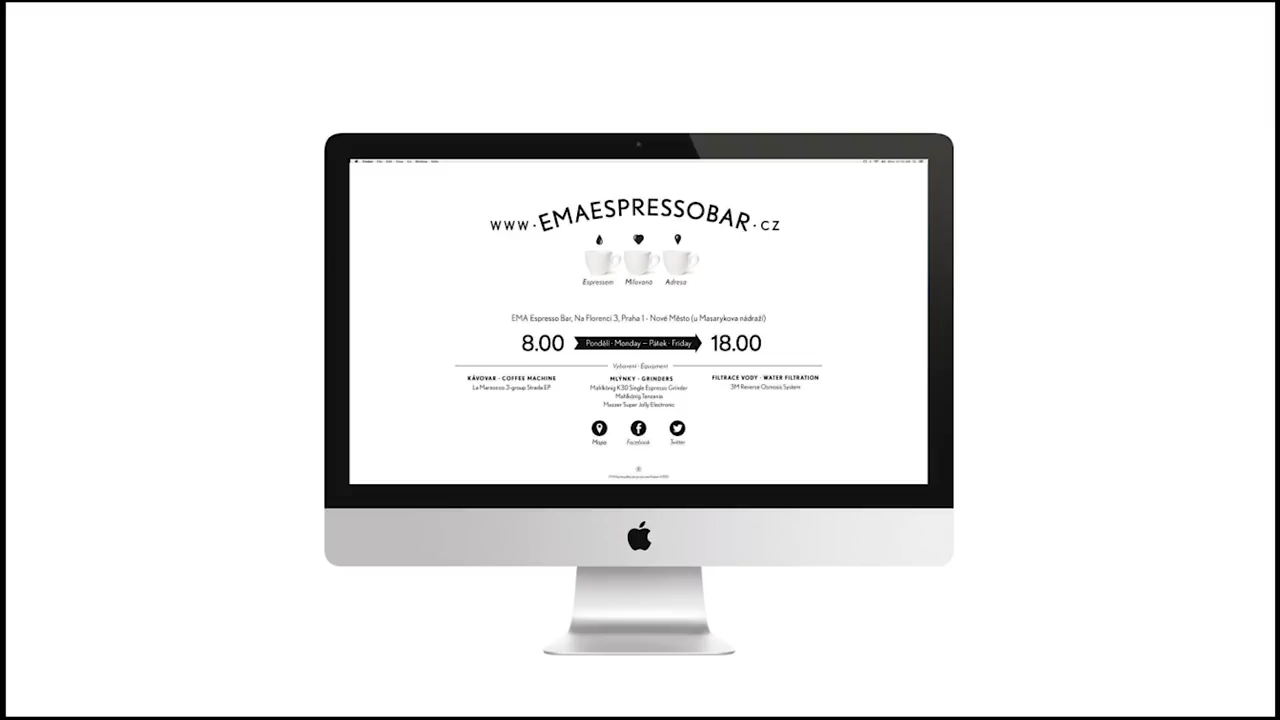 www.EMAESPRESSOBAR.cz
Espressem Milovaná Adresa
EMA Espresso Bar, Na Florenci 3, Praha 1 - Nové Město (u Masarykova nádraží)
8.00 Pondělí · Monday – Pátek · Friday 18.00
Vybavení · Equipment
KÁVOVAR · COFFEE MACHINE
La Marzocco 3-group Strada EP
MLÝNKY · GRINDERS
Mahlkönig K30 Single Espresso Grinder
Mahlkönig Tanzania
Mazzer Super Jolly Electronic
FILTRACE VODY · WATER FILTRATION
3M Reverse Osmosis System
Mapa Facebook Twitter